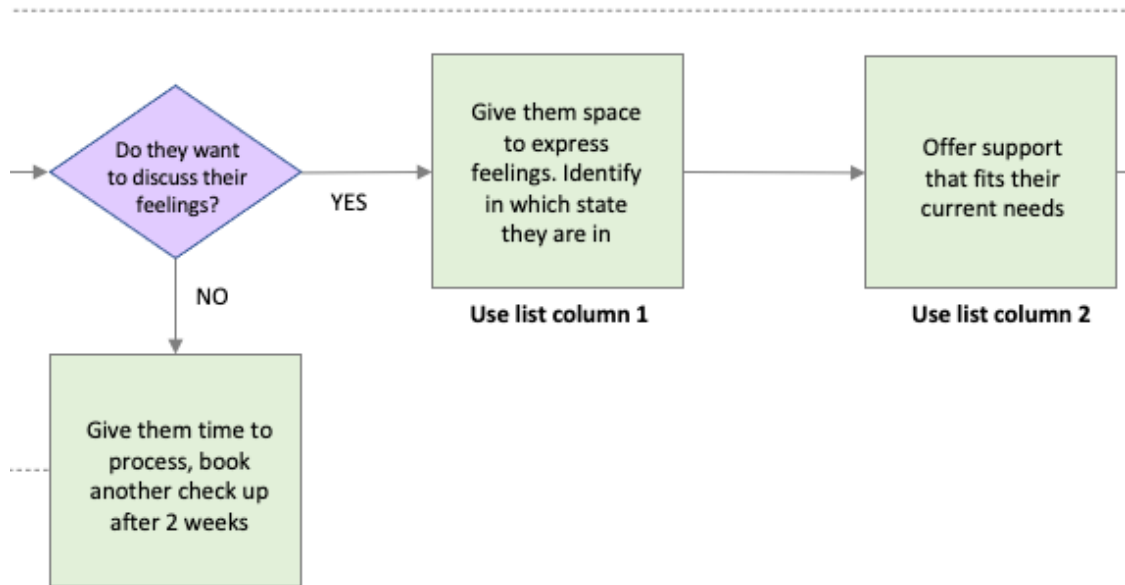 Do they want
to discuss their
feelings?
YES
NO
Give them space
to express
feelings. Identify
in which state
they are in
Use list column 1
Offer support
that fits their
current needs
Use list column 2
Give them time to
process, book
another check up
after 2 weeks